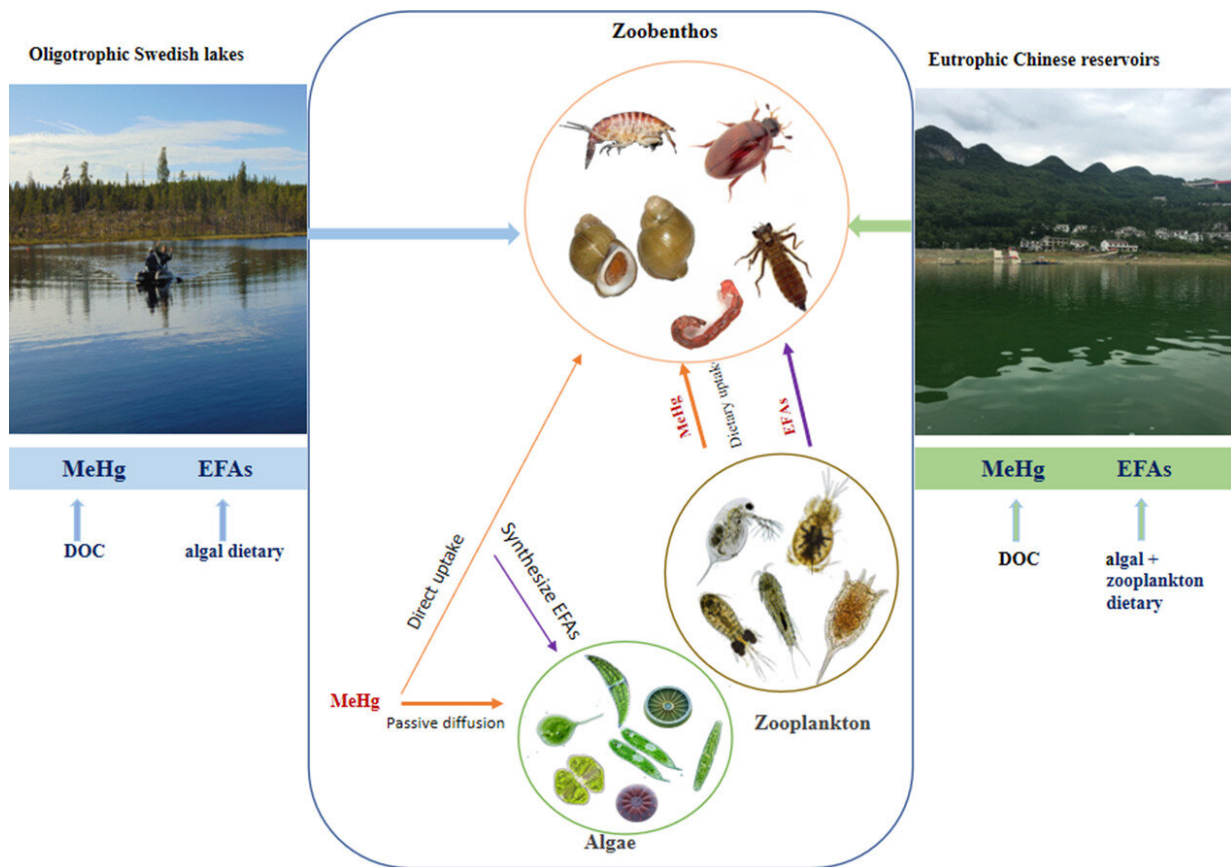 Zoobenthos
Oligotrophic Swedish lakes
Eutrophic Chinese reservoirs
MeHg
Dietary uptak
EFAs
MeHg EFAs
DOC algal dietary
MeHg EFAs
DOC
algal +
zooplankton
dietary
Direct uptake
Synthesize EFAs
MeHg
Passive diffusion
Zooplankton
Algae